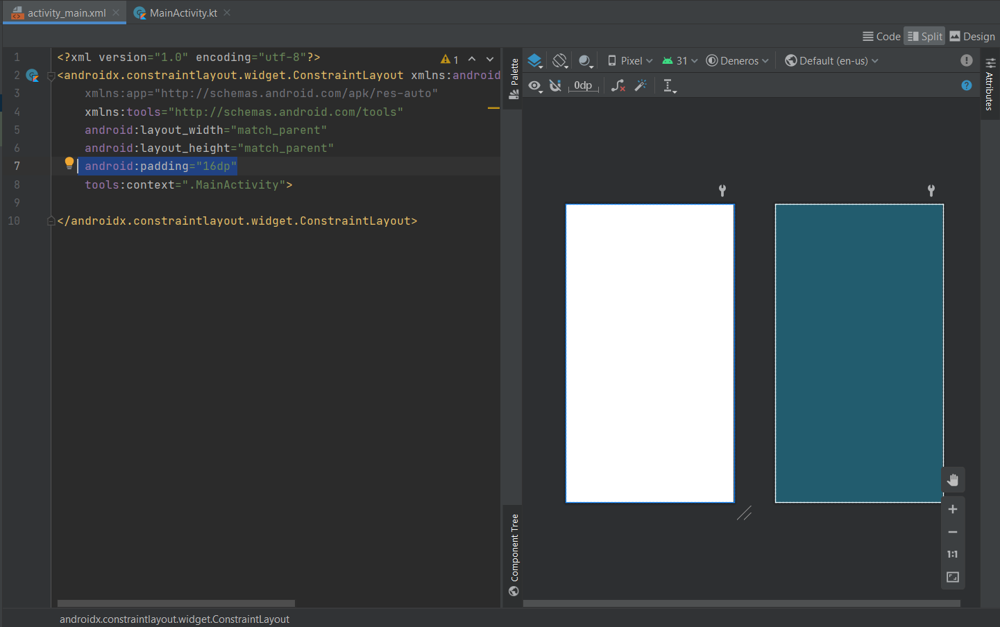 activity_main.xml MainActivity.kt
Code Split Design
1 <?xml version="1.0" encoding="utf-8"?>
1
2 <androidx.constraintlayout.widget.ConstraintLayout xmlns:android
3 xmlns:app="http://schemas.android.com/apk/res-auto"
4 xmlns:tools="http://schemas.android.com/tools"
5 android:layout_width="match_parent"
6 android:layout_height="match_parent"
7 android:padding="16dp"
8 tools:context=".MainActivity">
9
10 </androidx.constraintlayout.widget.ConstraintLayout>
Palette
Pixel 31 Deneros Default (en-us)
0dp
Attributes
Component Tree
1:1
androidx.constraintlayout.widget.ConstraintLayout